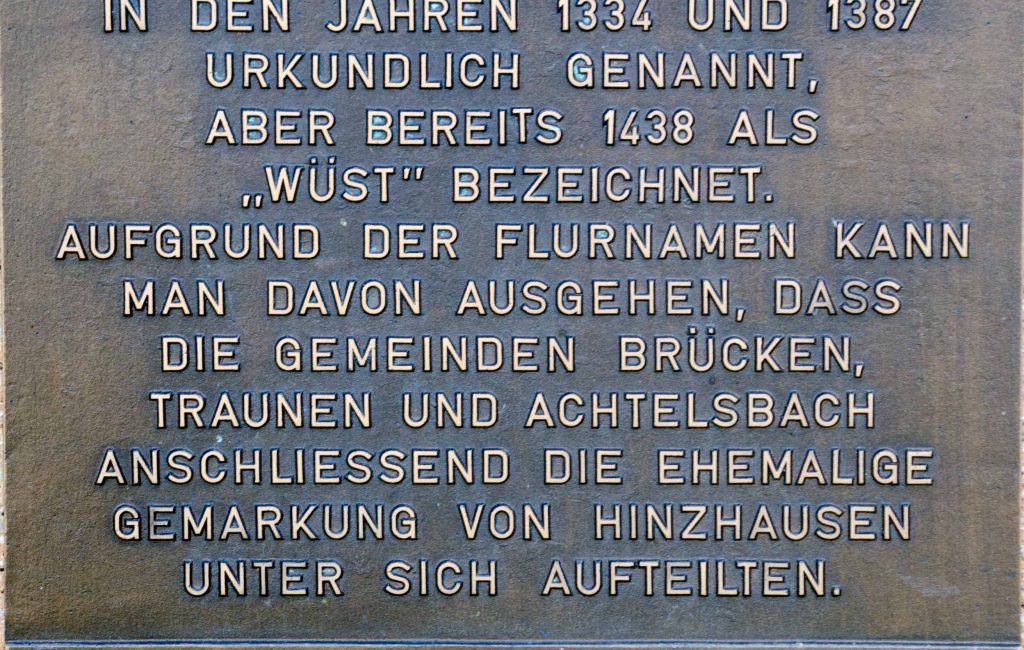 IN DEN JAHREN 1334 UND 1387
URKUNDLICH GENANNT,
ABER BEREITS 1438 ALS
„WÜST” BEZEICHNET.
AUFGRUND DER FLURNAMEN KANN
MAN DAVON AUSGEHEN, DASS
DIE GEMEINDEN BRÜCKEN,
TRAUNEN UND ACHTELSBACH
ANSCHLIESSEND DIE EHEMALIGE
GEMARKUNG VON HINZHAUSEN
UNTER SICH AUFTEILTEN.